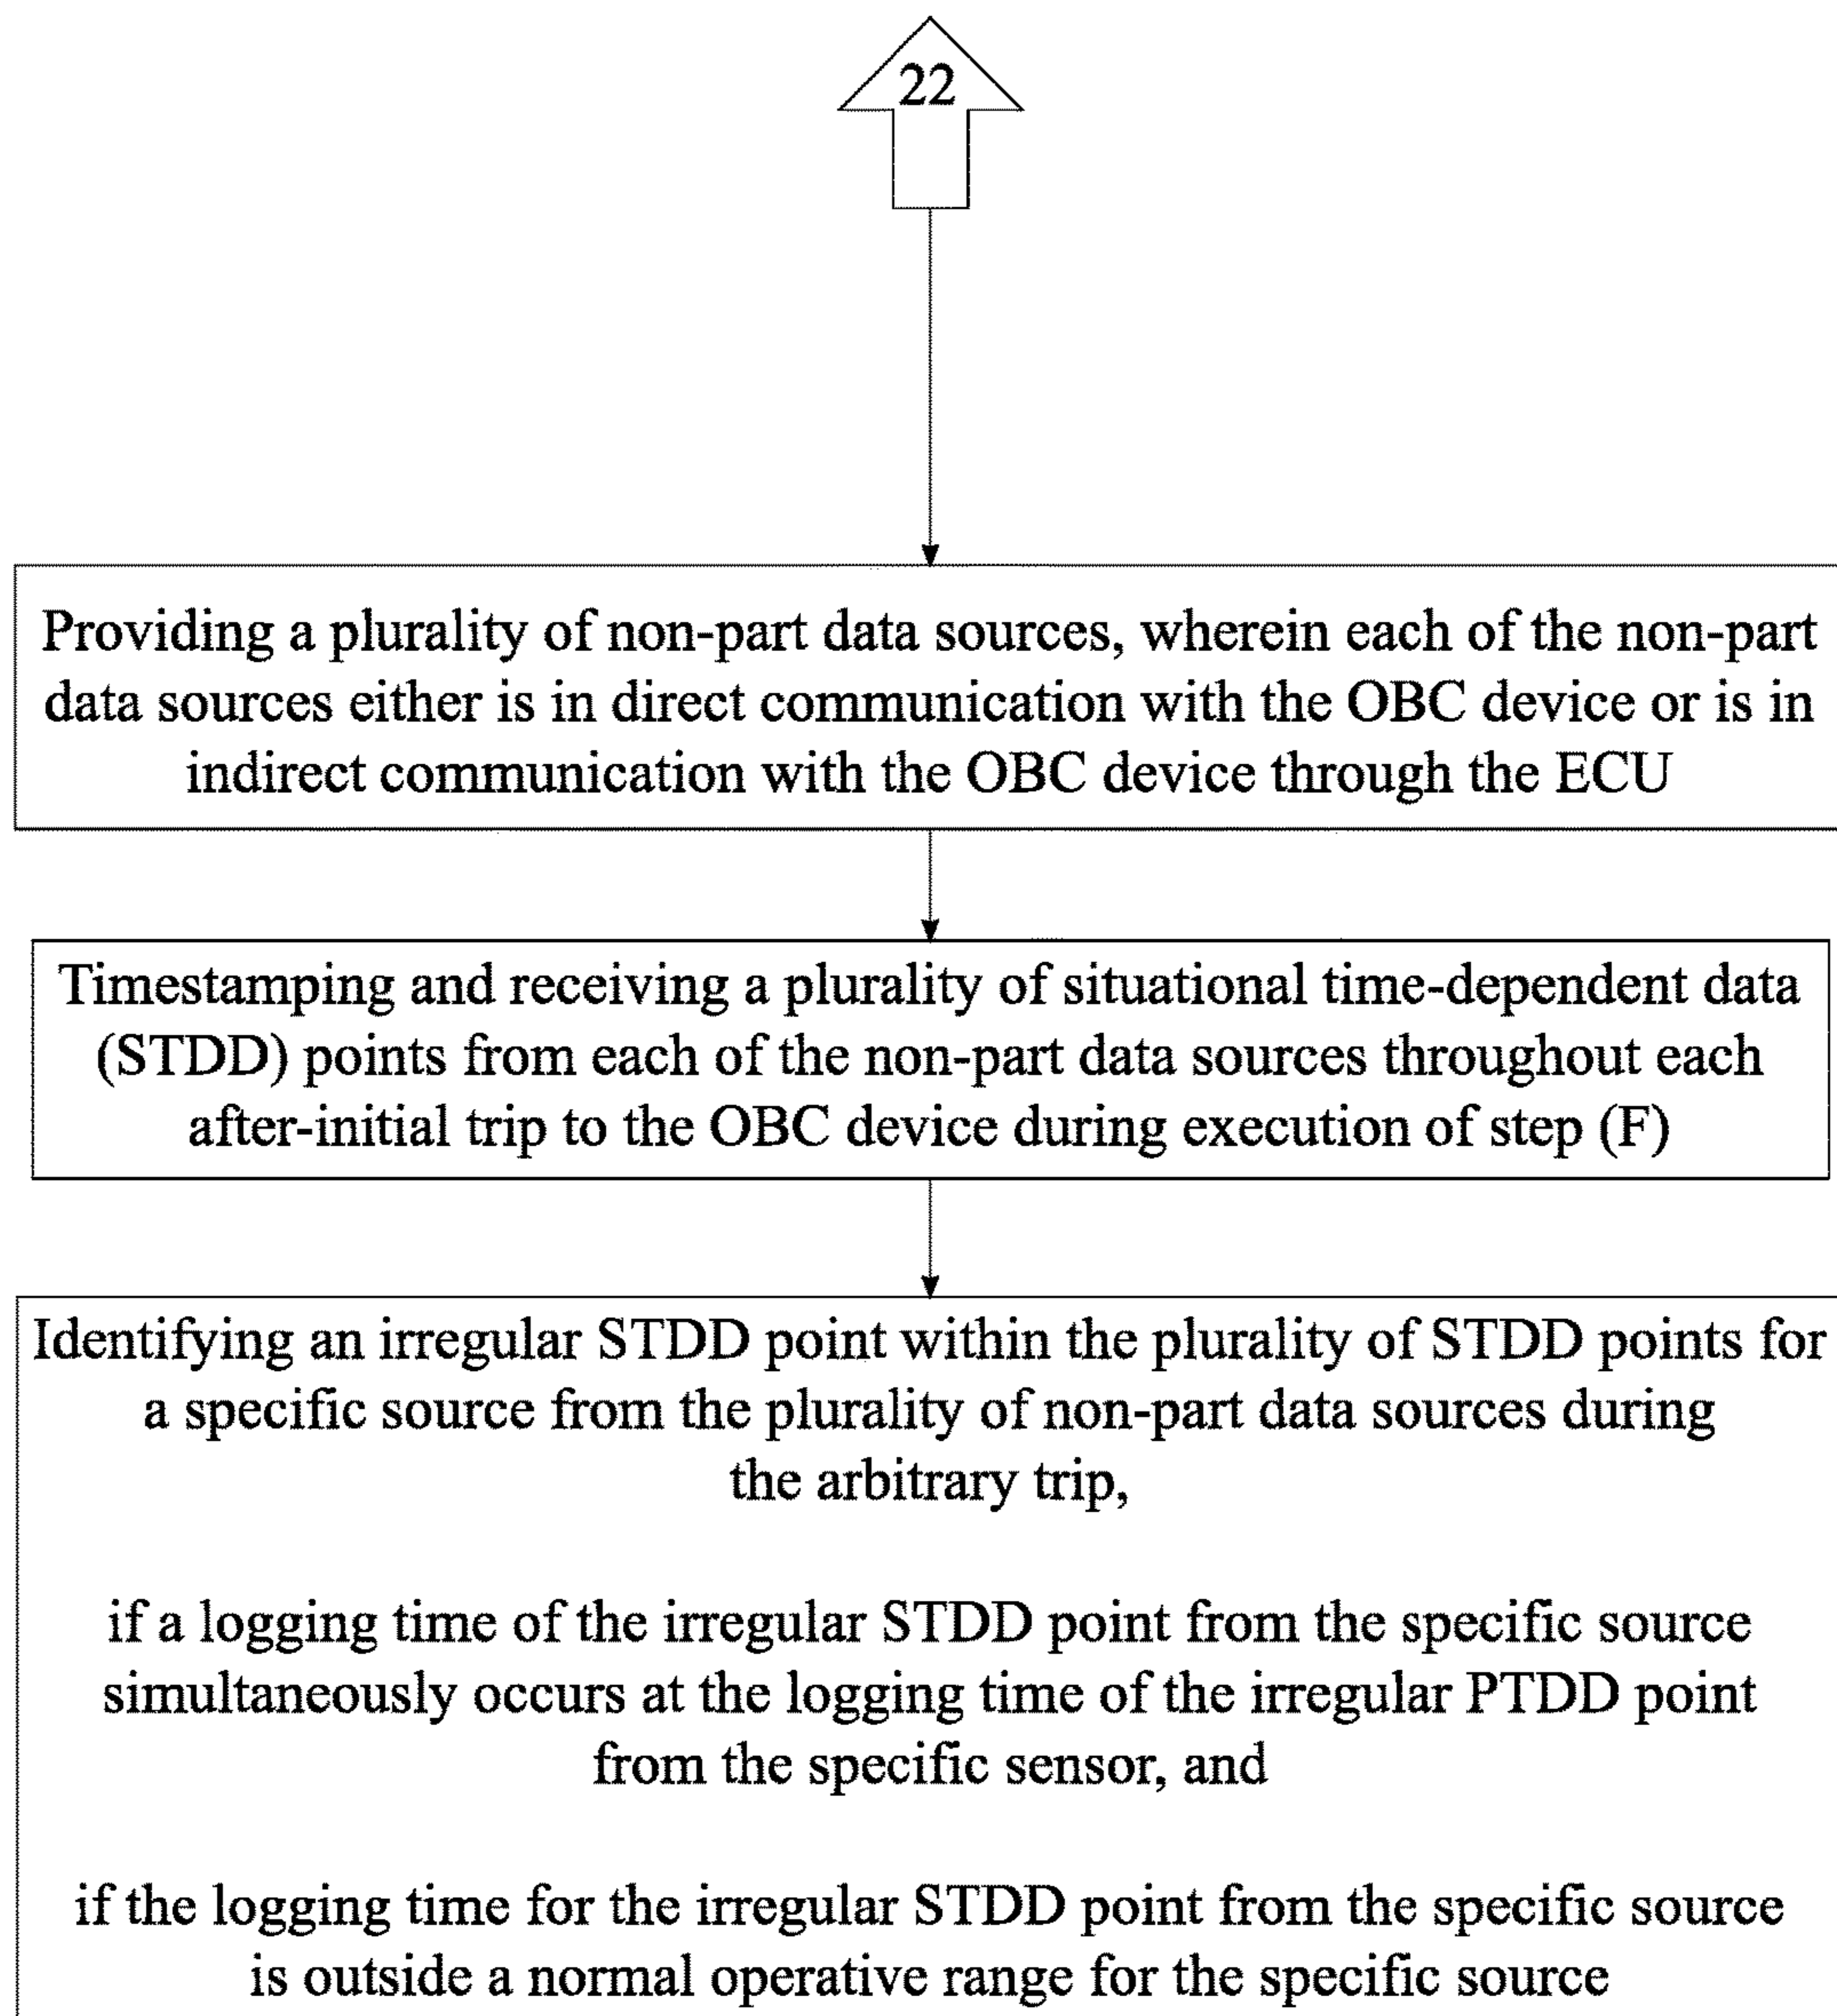 22
Providing a plurality of non-part data sources, wherein each of the non-part
data sources either is in direct communication with the OBC device or is in
indirect communication with the OBC device through the ECU
Timestamping and receiving a plurality of situational time-dependent data
(STDD) points from each of the non-part data sources throughout each
after-initial trip to the OBC device during execution of step (F)
Identifying an irregular STDD point within the plurality of STDD points for
a specific source from the plurality of non-part data sources during
the arbitrary trip,
if a logging time of the irregular STDD point from the specific source
simultaneously occurs at the logging time of the irregular PTDD point
from the specific sensor, and
if the logging time for the irregular STDD point from the specific source
is outside a normal operative range for the specific source